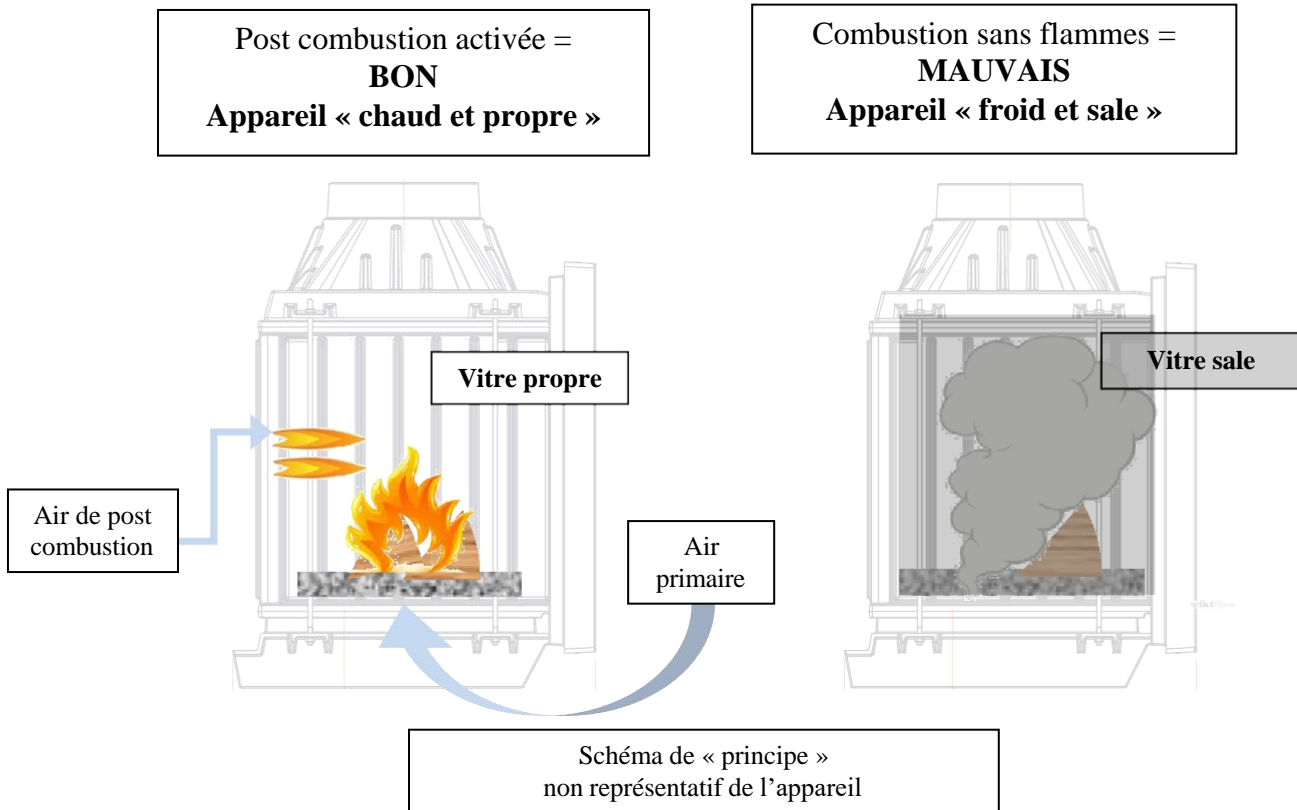 Post combustion activée =
BON
Appareil « chaud et propre »
Combustion sans flammes =
MAUVAIS
Appareil « froid et sale »
Vitre propre
Vitre sale
Air de post
combustion
Air
primaire
wikiHow
Schéma de « principe »
non représentatif de l’appareil